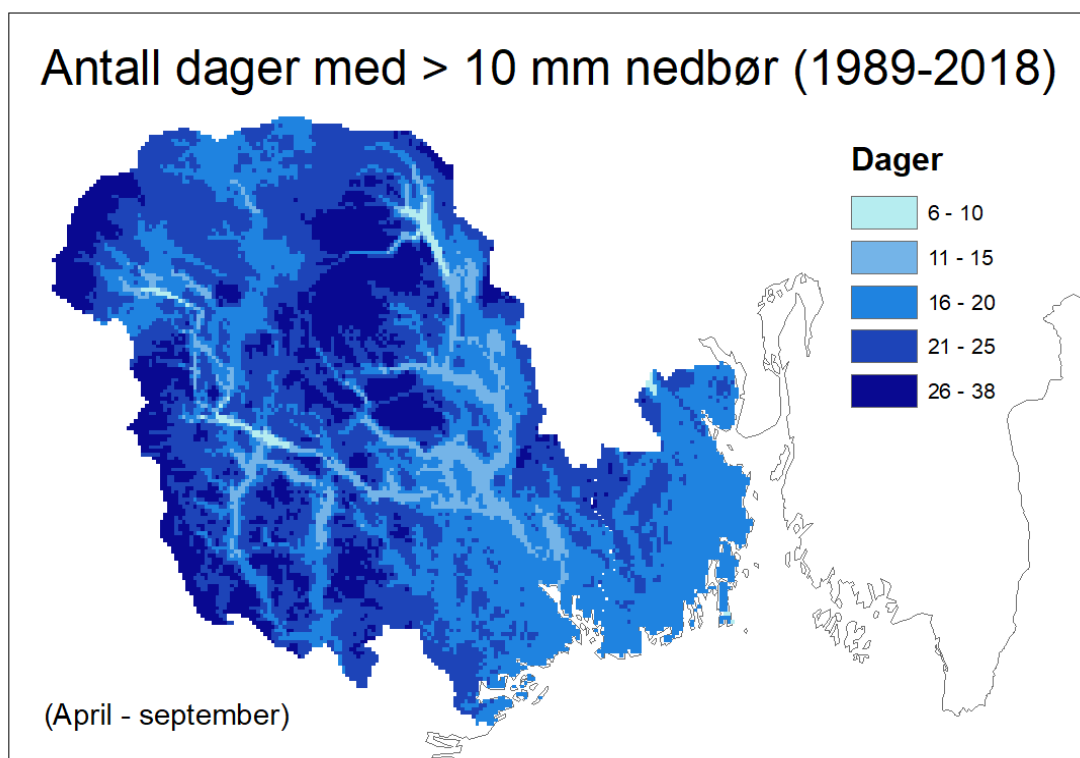 Antall dager med > 10 mm nedbør (1989-2018)
Dager
6 - 10
11 - 15
16 - 20
21 - 25
26 - 38
(April - september)